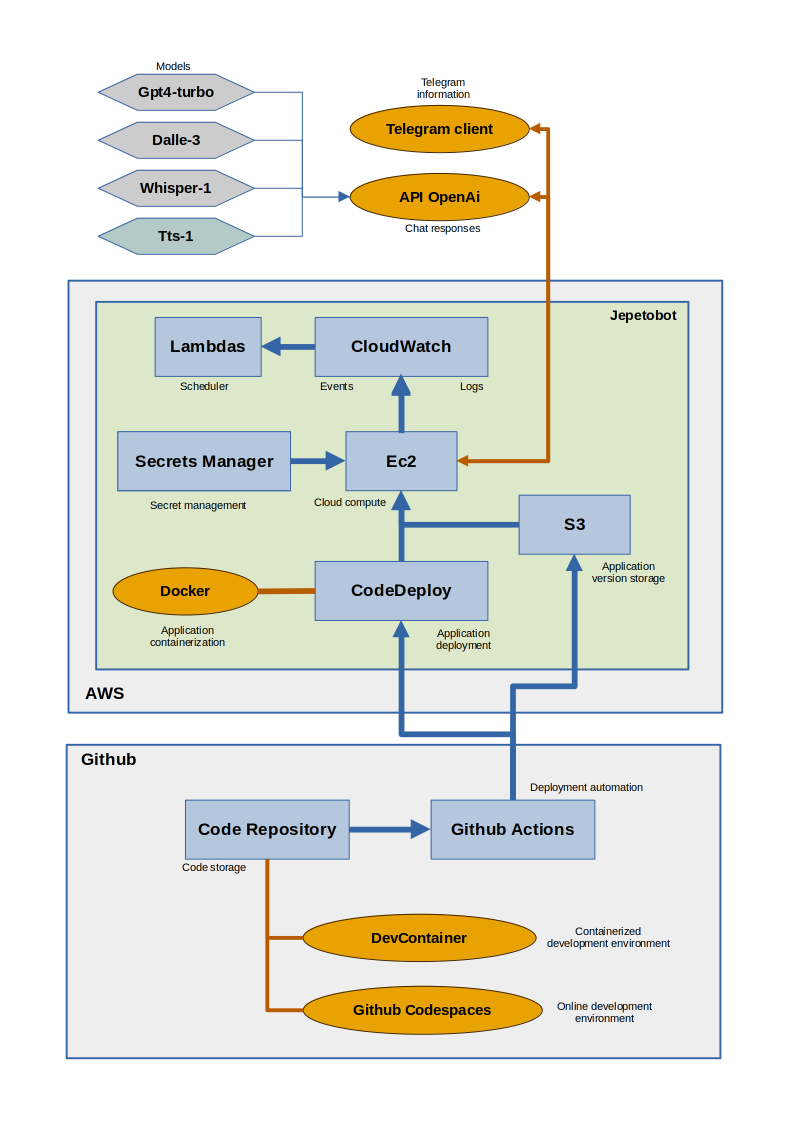 Models
Gpt4-turbo
Dalle-3
Whisper-1
Tts-1
Telegram
information
Telegram client
API OpenAi
Chat responses
Jepetobot
Lambdas
CloudWatch
Scheduler
Events
Logs
Secrets Manager
Ec2
Secret management
Cloud compute
S3
Application
version storage
Docker
CodeDeploy
Application
containerization
Application
deployment
AWS
Github
Deployment automation
Code Repository
Github Actions
Code storage
DevContainer
Containerized
development environment
Github Codespaces
Online development
environment